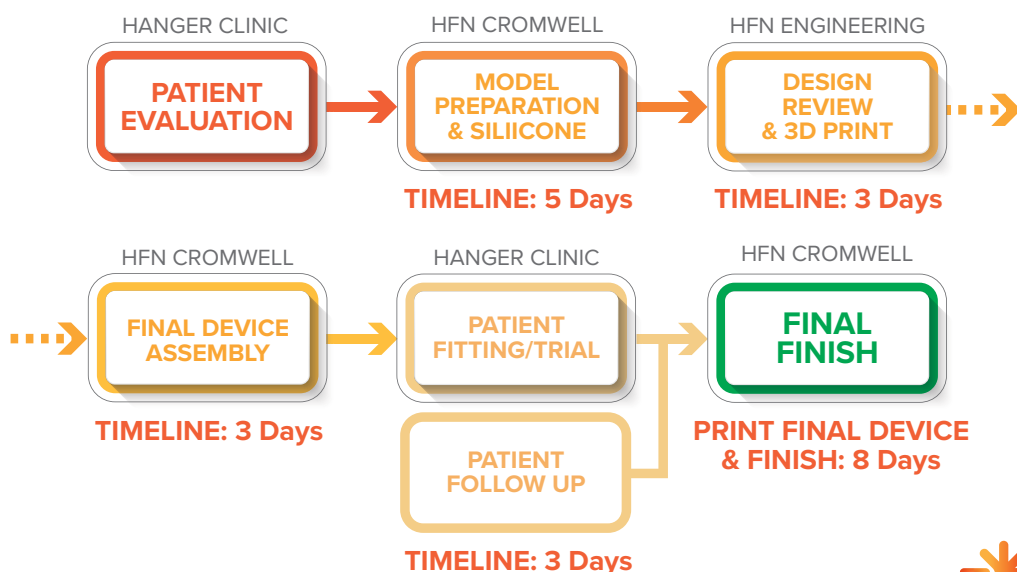 HANGER CLINIC
PATIENT
EVALUATION
HFN CROMWELL
MODEL
PREPARATION
& SILIICONE
TIMELINE: 5 Days
HFN ENGINEERING
DESIGN
REVIEW
& 3D PRINT
TIMELINE: 3 Days
HFN CROMWELL
FINAL DEVICE
ASSEMBLY
TIMELINE: 3 Days
HANGER CLINIC
PATIENT
FITTING/TRIAL
PATIENT
FOLLOW UP
TIMELINE: 3 Days
HFN CROMWELL
FINAL
FINISH
PRINT FINAL DEVICE
& FINISH: 8 Days